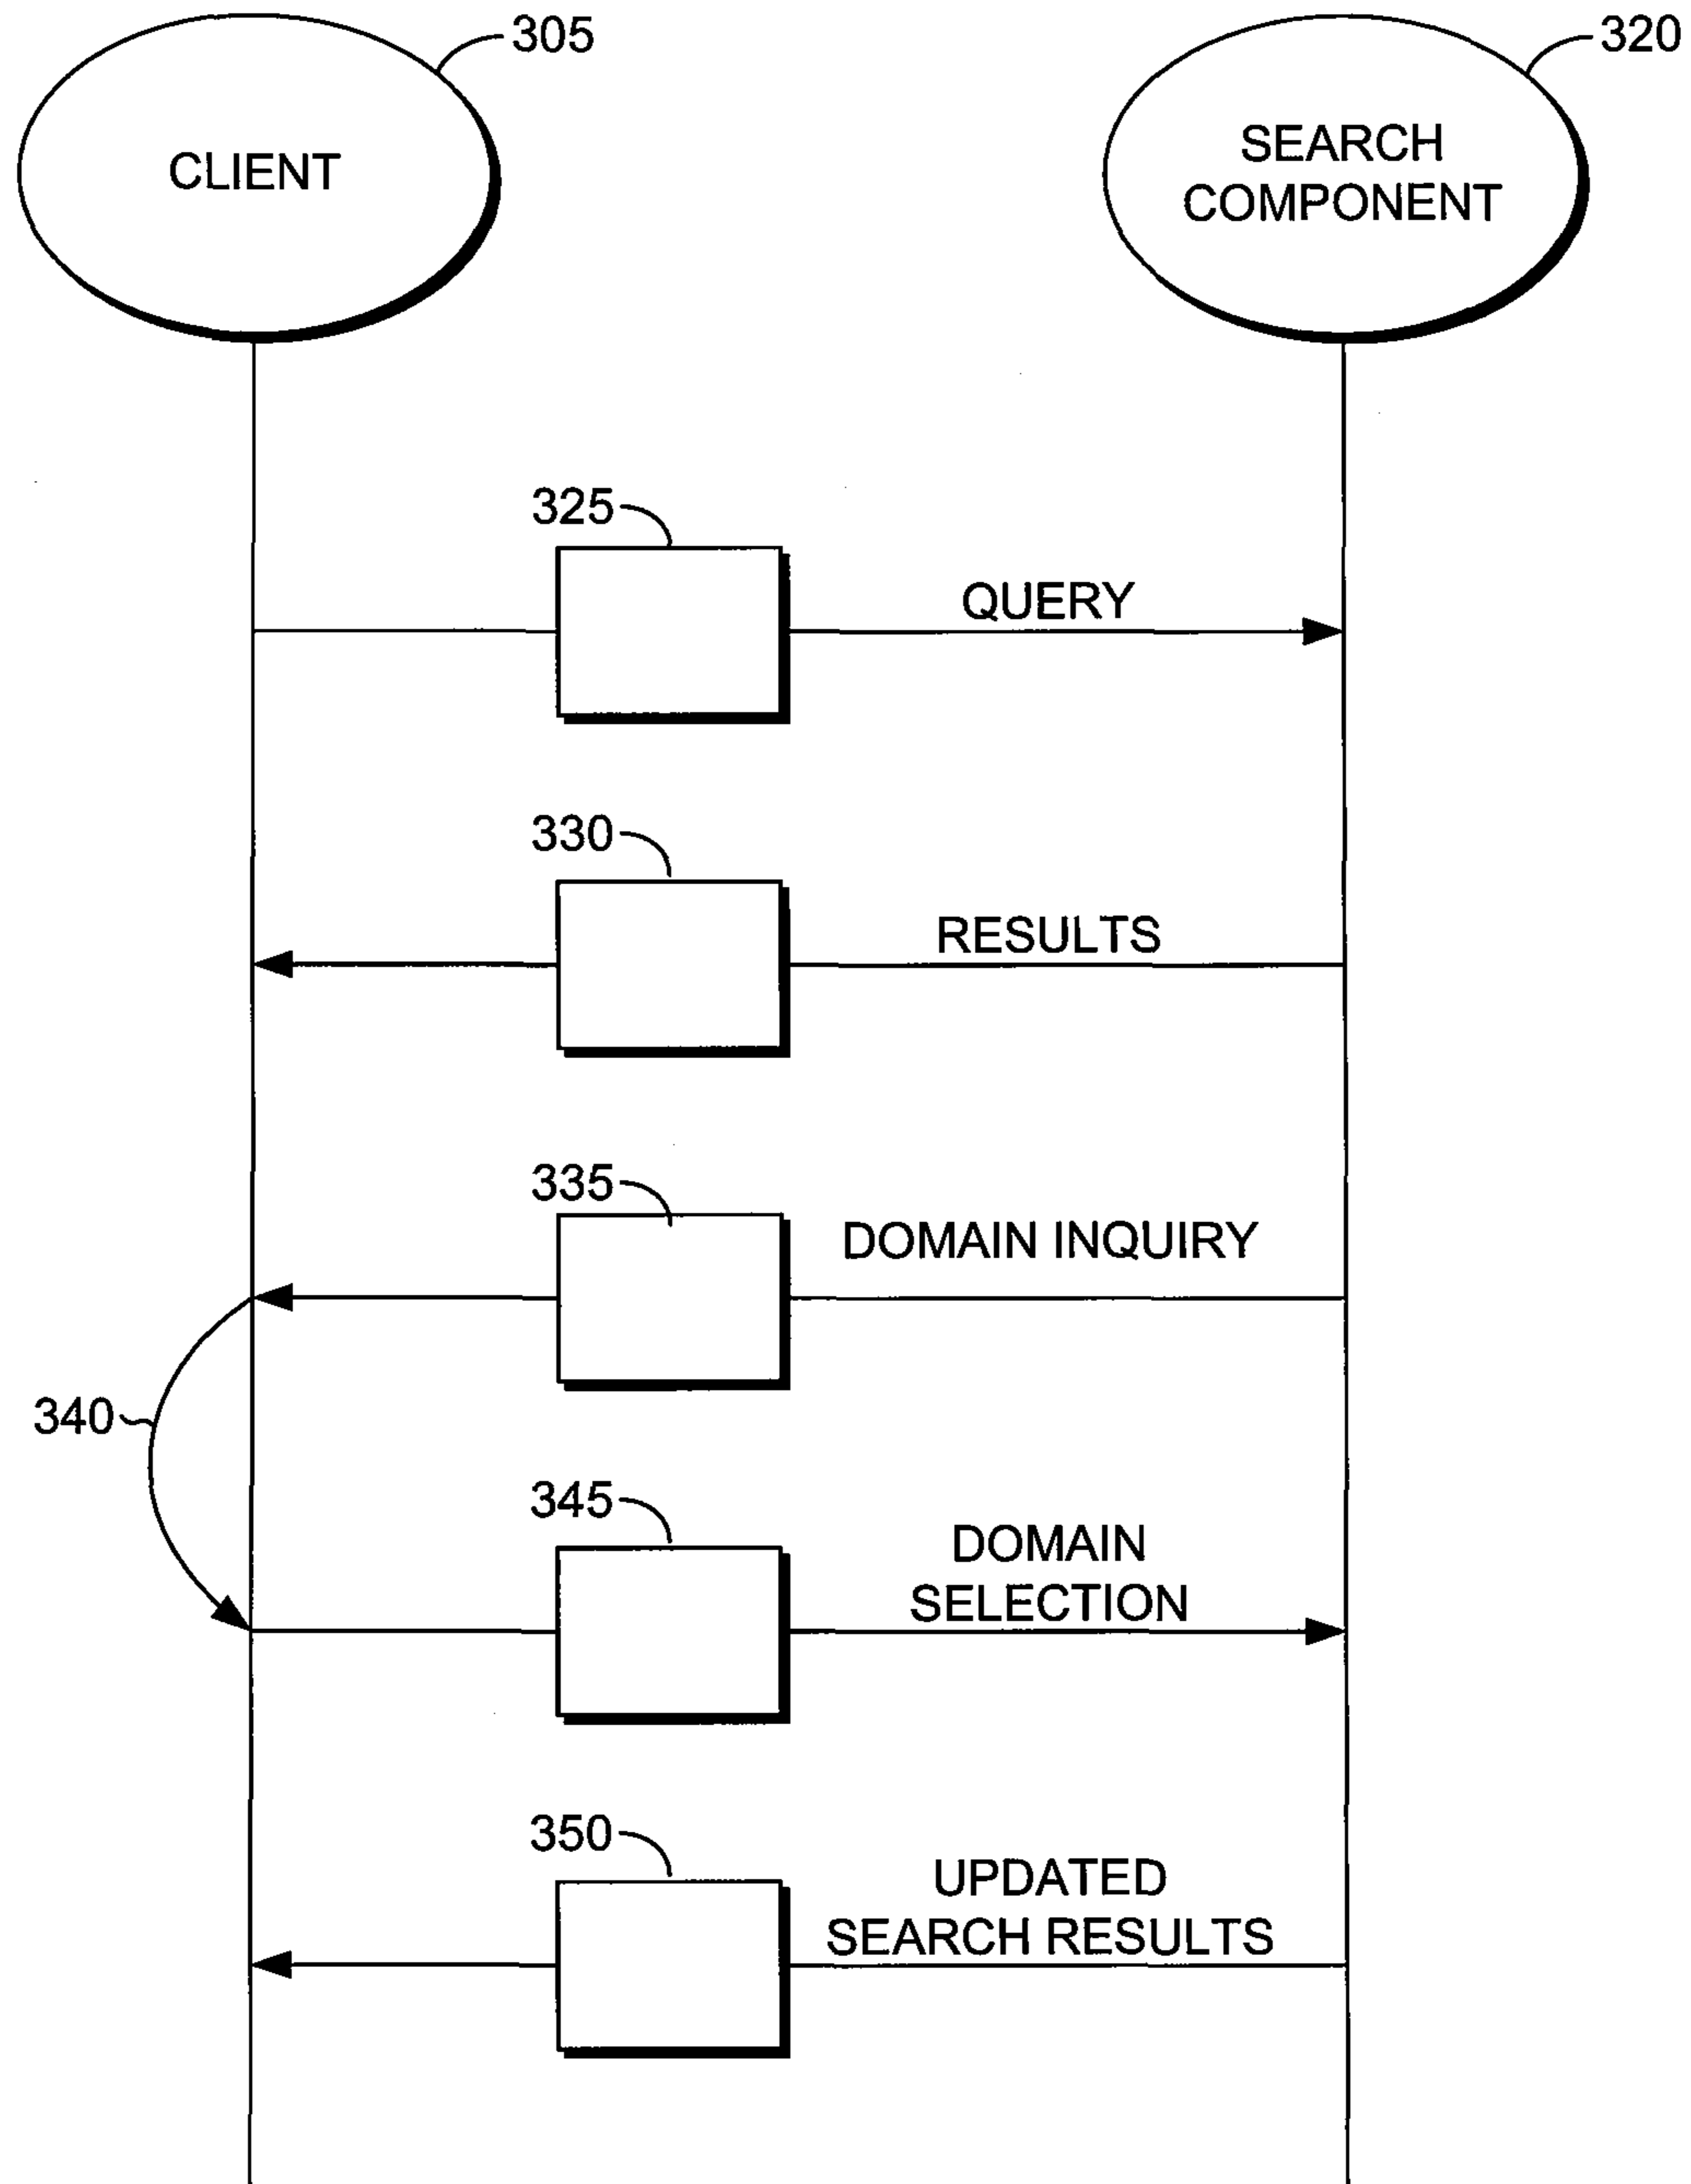 305
320
CLIENT
SEARCH
COMPONENT
325
QUERY
330
RESULTS
335
DOMAIN INQUIRY
340
345
DOMAIN
SELECTION
350
UPDATED
SEARCH RESULTS